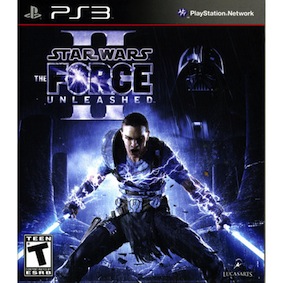 PS3
PlayStation Network
II
STAR WARS
THE FORCE
UNLEASHED
TEEN
T
ESRB
LUCASARTS